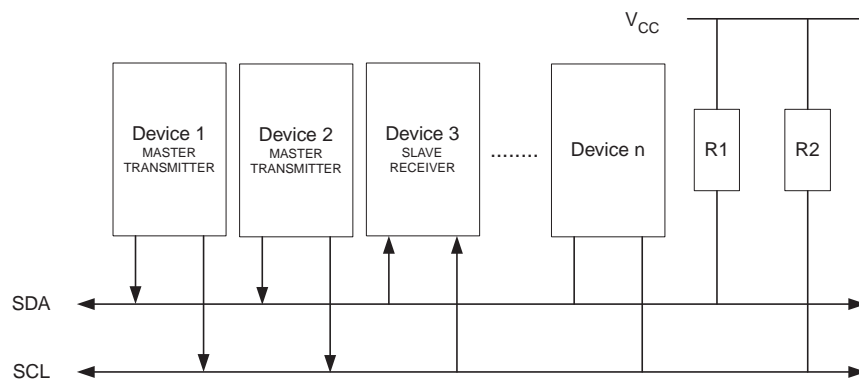 VCC
Device 1
MASTER
TRANSMITTER
Device 2
MASTER
TRANSMITTER
Device 3
SLAVE
RECEIVER
........
Device n
R1
R2
SDA
SCL